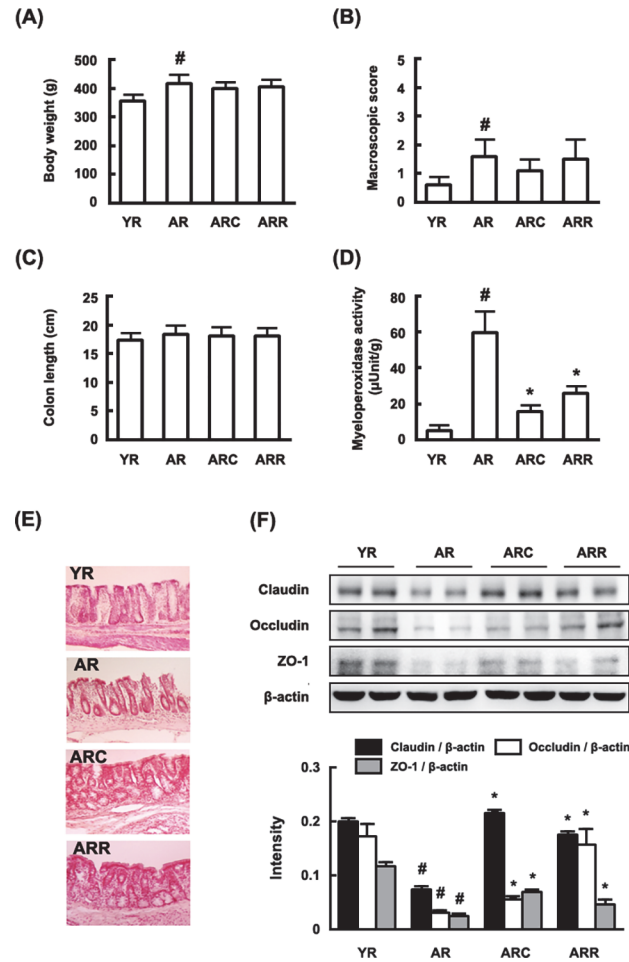 (A)
Body weight (g)
500
400
300
200
100
0
#
YR AR ARC ARR
(B)
Macroscopic score
5
4
3
2
1
0
#
YR AR ARC ARR
(C)
Colon length (cm)
25
20
15
10
5
0
YR AR ARC ARR
(D)
Myeloperoxidase activity
(μUnit/g)
80
60
40
20
0
#
*
*
YR AR ARC ARR
(E)
YR
AR
ARC
ARR
(F)
YR AR ARC ARR
Claudin
Occludin
ZO-1
β-actin
Claudin / β-actin Occludin / β-actin
ZO-1 / β-actin
Intensity
0.3
0.2
0.1
0
# # #
* * *
* * *
YR AR ARC ARR